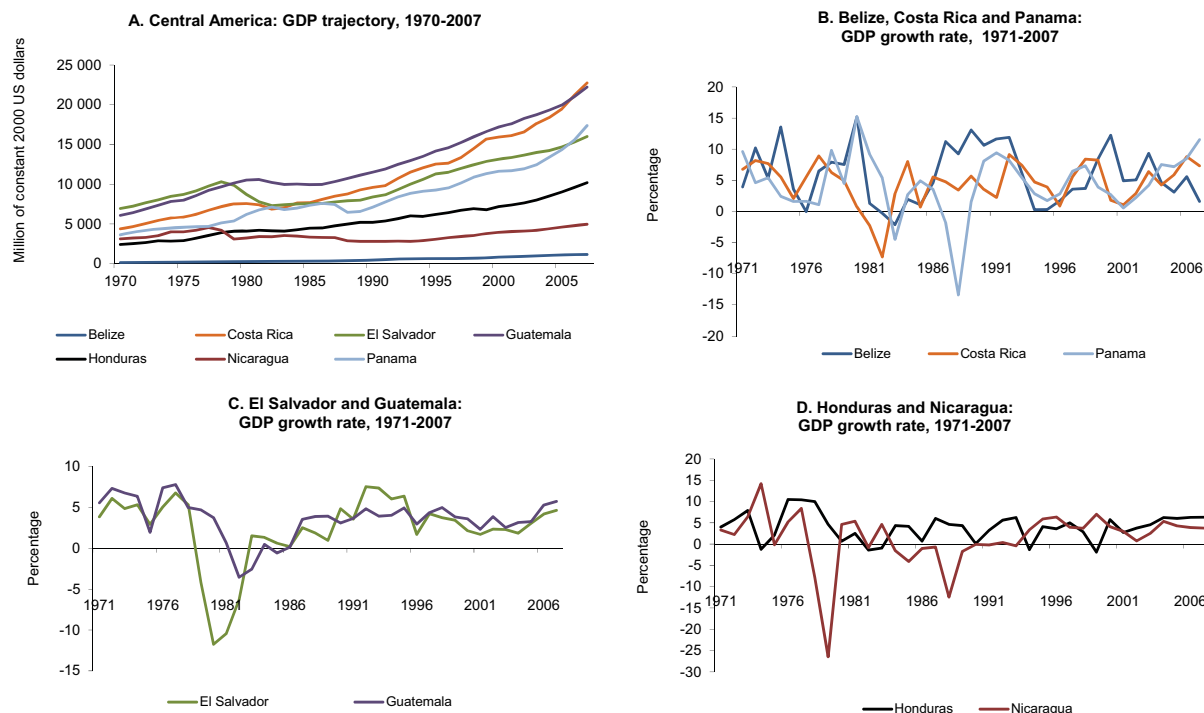 A. Central America: GDP trajectory, 1970-2007
Million of constant 2000 US dollars
25 000
20 000
15 000
10 000
5 000
0
1970 1975 1980 1985 1990 1995 2000 2005
Belize Costa Rica El Salvador Guatemala
Honduras Nicaragua Panama
B. Belize, Costa Rica and Panama:
GDP growth rate, 1971-2007
Percentage
20
15
10
5
0
-5
-10
-15
-20
1971 1976 1981 1986 1991 1996 2001 2006
Belize Costa Rica Panama
C. El Salvador and Guatemala:
GDP growth rate, 1971-2007
Percentage
10
5
0
-5
-10
-15
1971 1976 1981 1986 1991 1996 2001 2006
El Salvador Guatemala
D. Honduras and Nicaragua:
GDP growth rate, 1971-2007
Percentage
20
15
10
5
0
-5
-10
-15
-20
-25
-30
1971 1976 1981 1986 1991 1996 2001 2006
Honduras Nicaragua